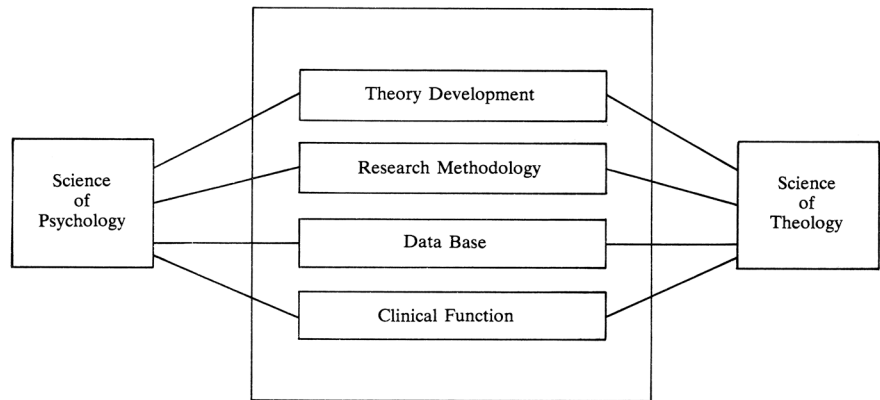 Theory Development
Research Methodology
Data Base
Clinical Function
Science
of
Psychology
Science
of
Theology